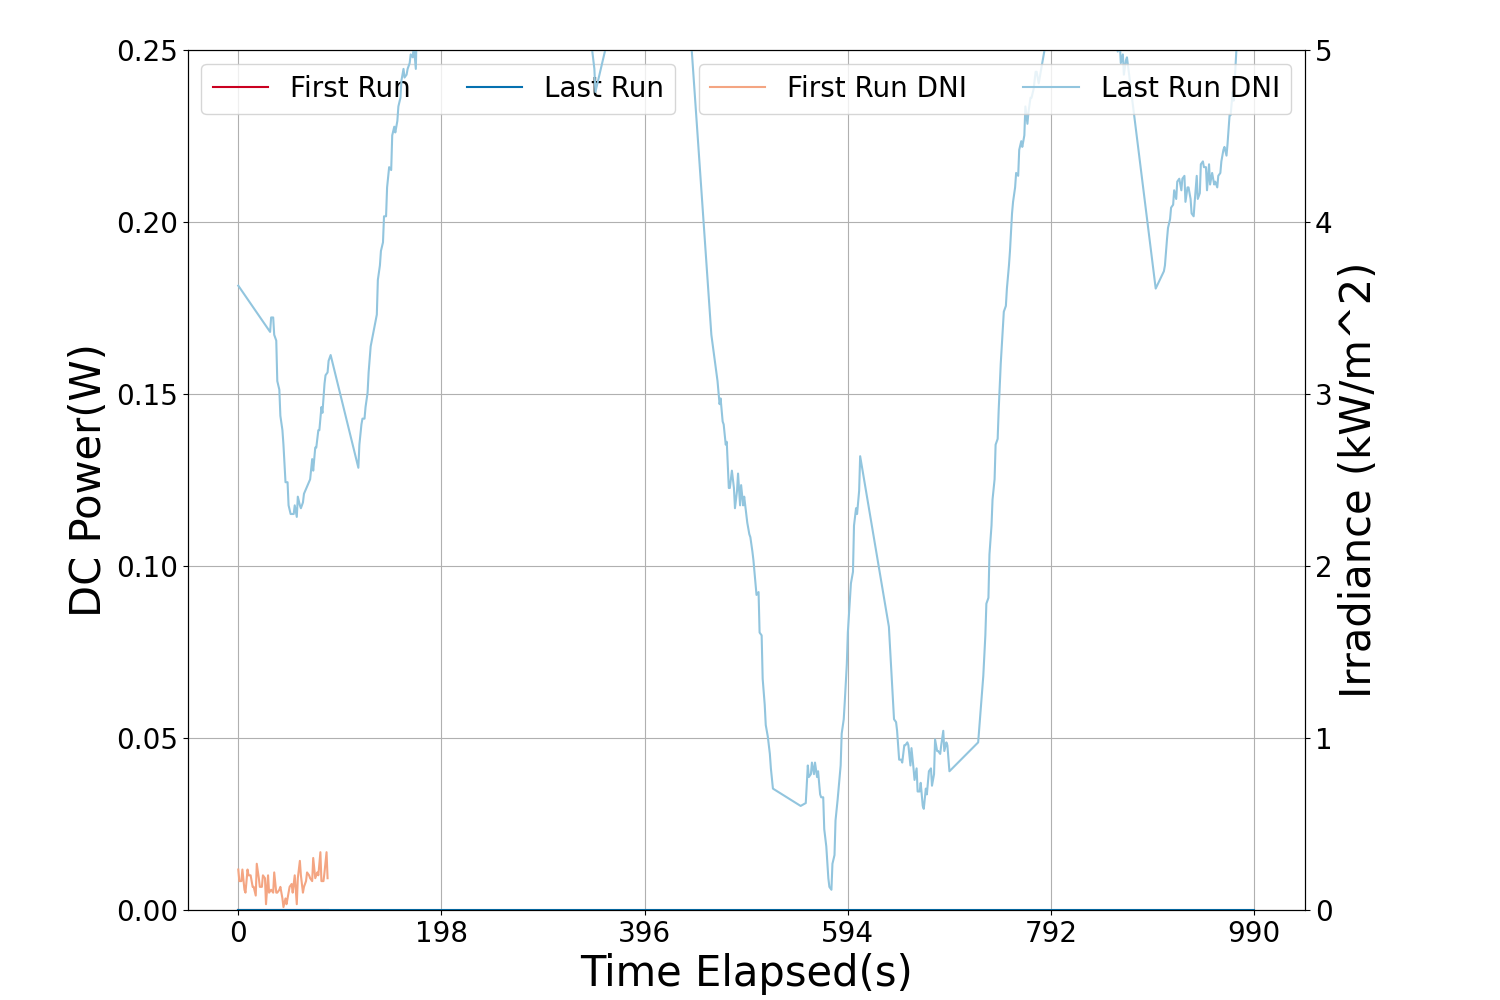 First Run Last Run First Run DNI Last Run DNI
DC Power(W)
0.25
0.20
0.15
0.10
0.05
0.00
5
4
3
2
1
0
Irradiance (kW/m^2)
0 198 396 594 792 990
Time Elapsed(s)